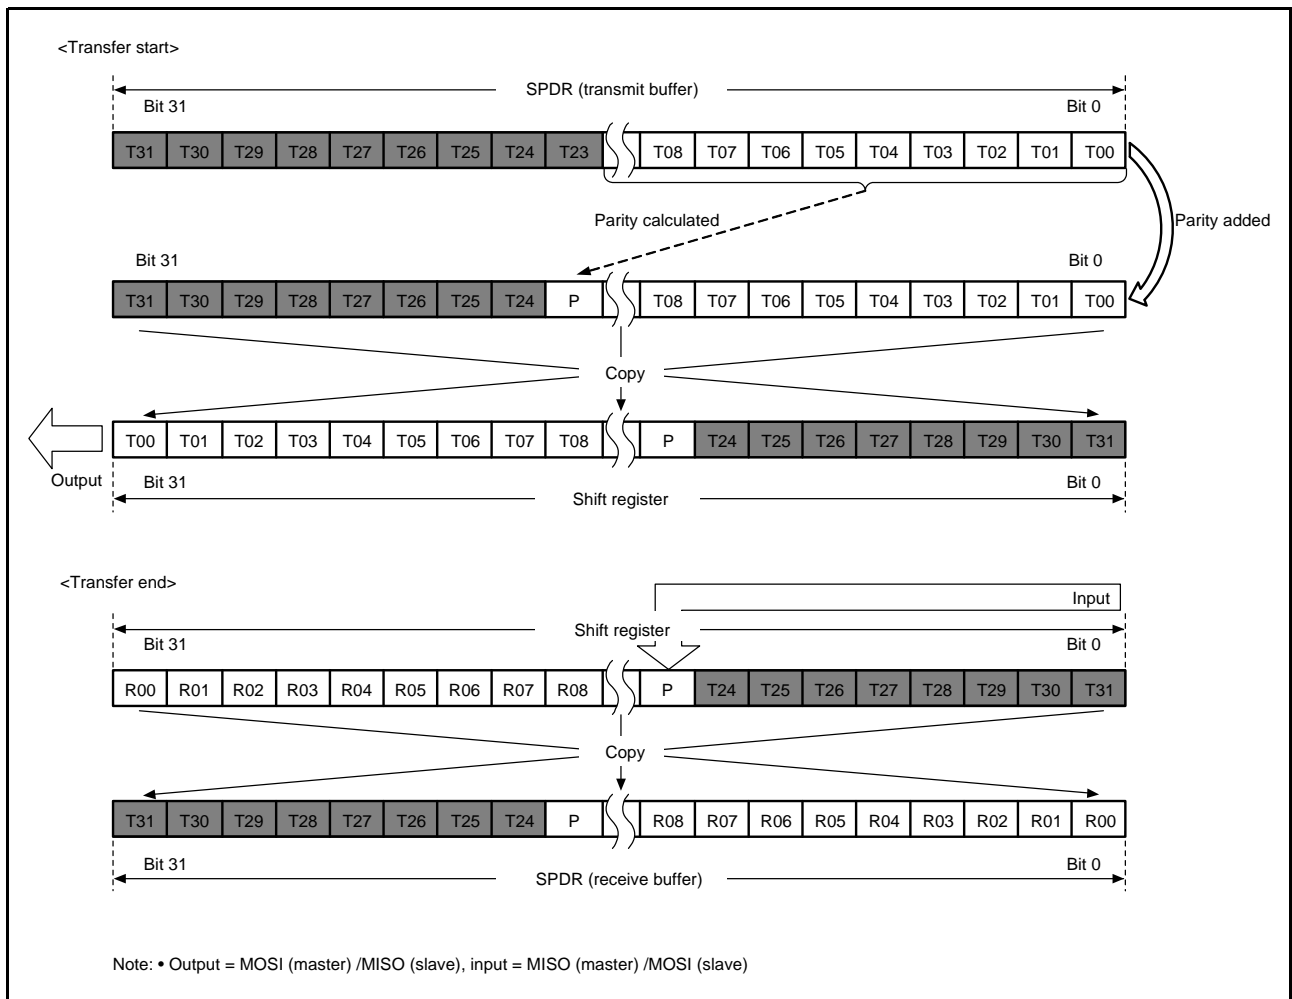 <Transfer start>
SPDR (transmit buffer)
Bit 31 Bit 0
T31 T30 T29 T28 T27 T26 T25 T24 T23 T08 T07 T06 T05 T04 T03 T02 T01 T00
Parity calculated Parity added
Bit 31 Bit 0
T31 T30 T29 T28 T27 T26 T25 T24 P T08 T07 T06 T05 T04 T03 T02 T01 T00
Copy
T00 T01 T02 T03 T04 T05 T06 T07 T08 P T24 T25 T26 T27 T28 T29 T30 T31
Output Bit 31 Bit 0
Shift register
<Transfer end>
Input
Shift register
Bit 31 Bit 0
R00 R01 R02 R03 R04 R05 R06 R07 R08 P T24 T25 T26 T27 T28 T29 T30 T31
Copy
T31 T30 T29 T28 T27 T26 T25 T24 P R08 R07 R06 R05 R04 R03 R02 R01 R00
Bit 31 Bit 0
SPDR (receive buffer)
Note: • Output = MOSI (master) /MISO (slave), input = MISO (master) /MOSI (slave)